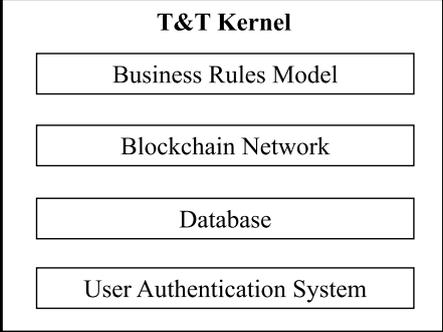 T&T Kernel
Business Rules Model
Blockchain Network
Database
User Authentication System